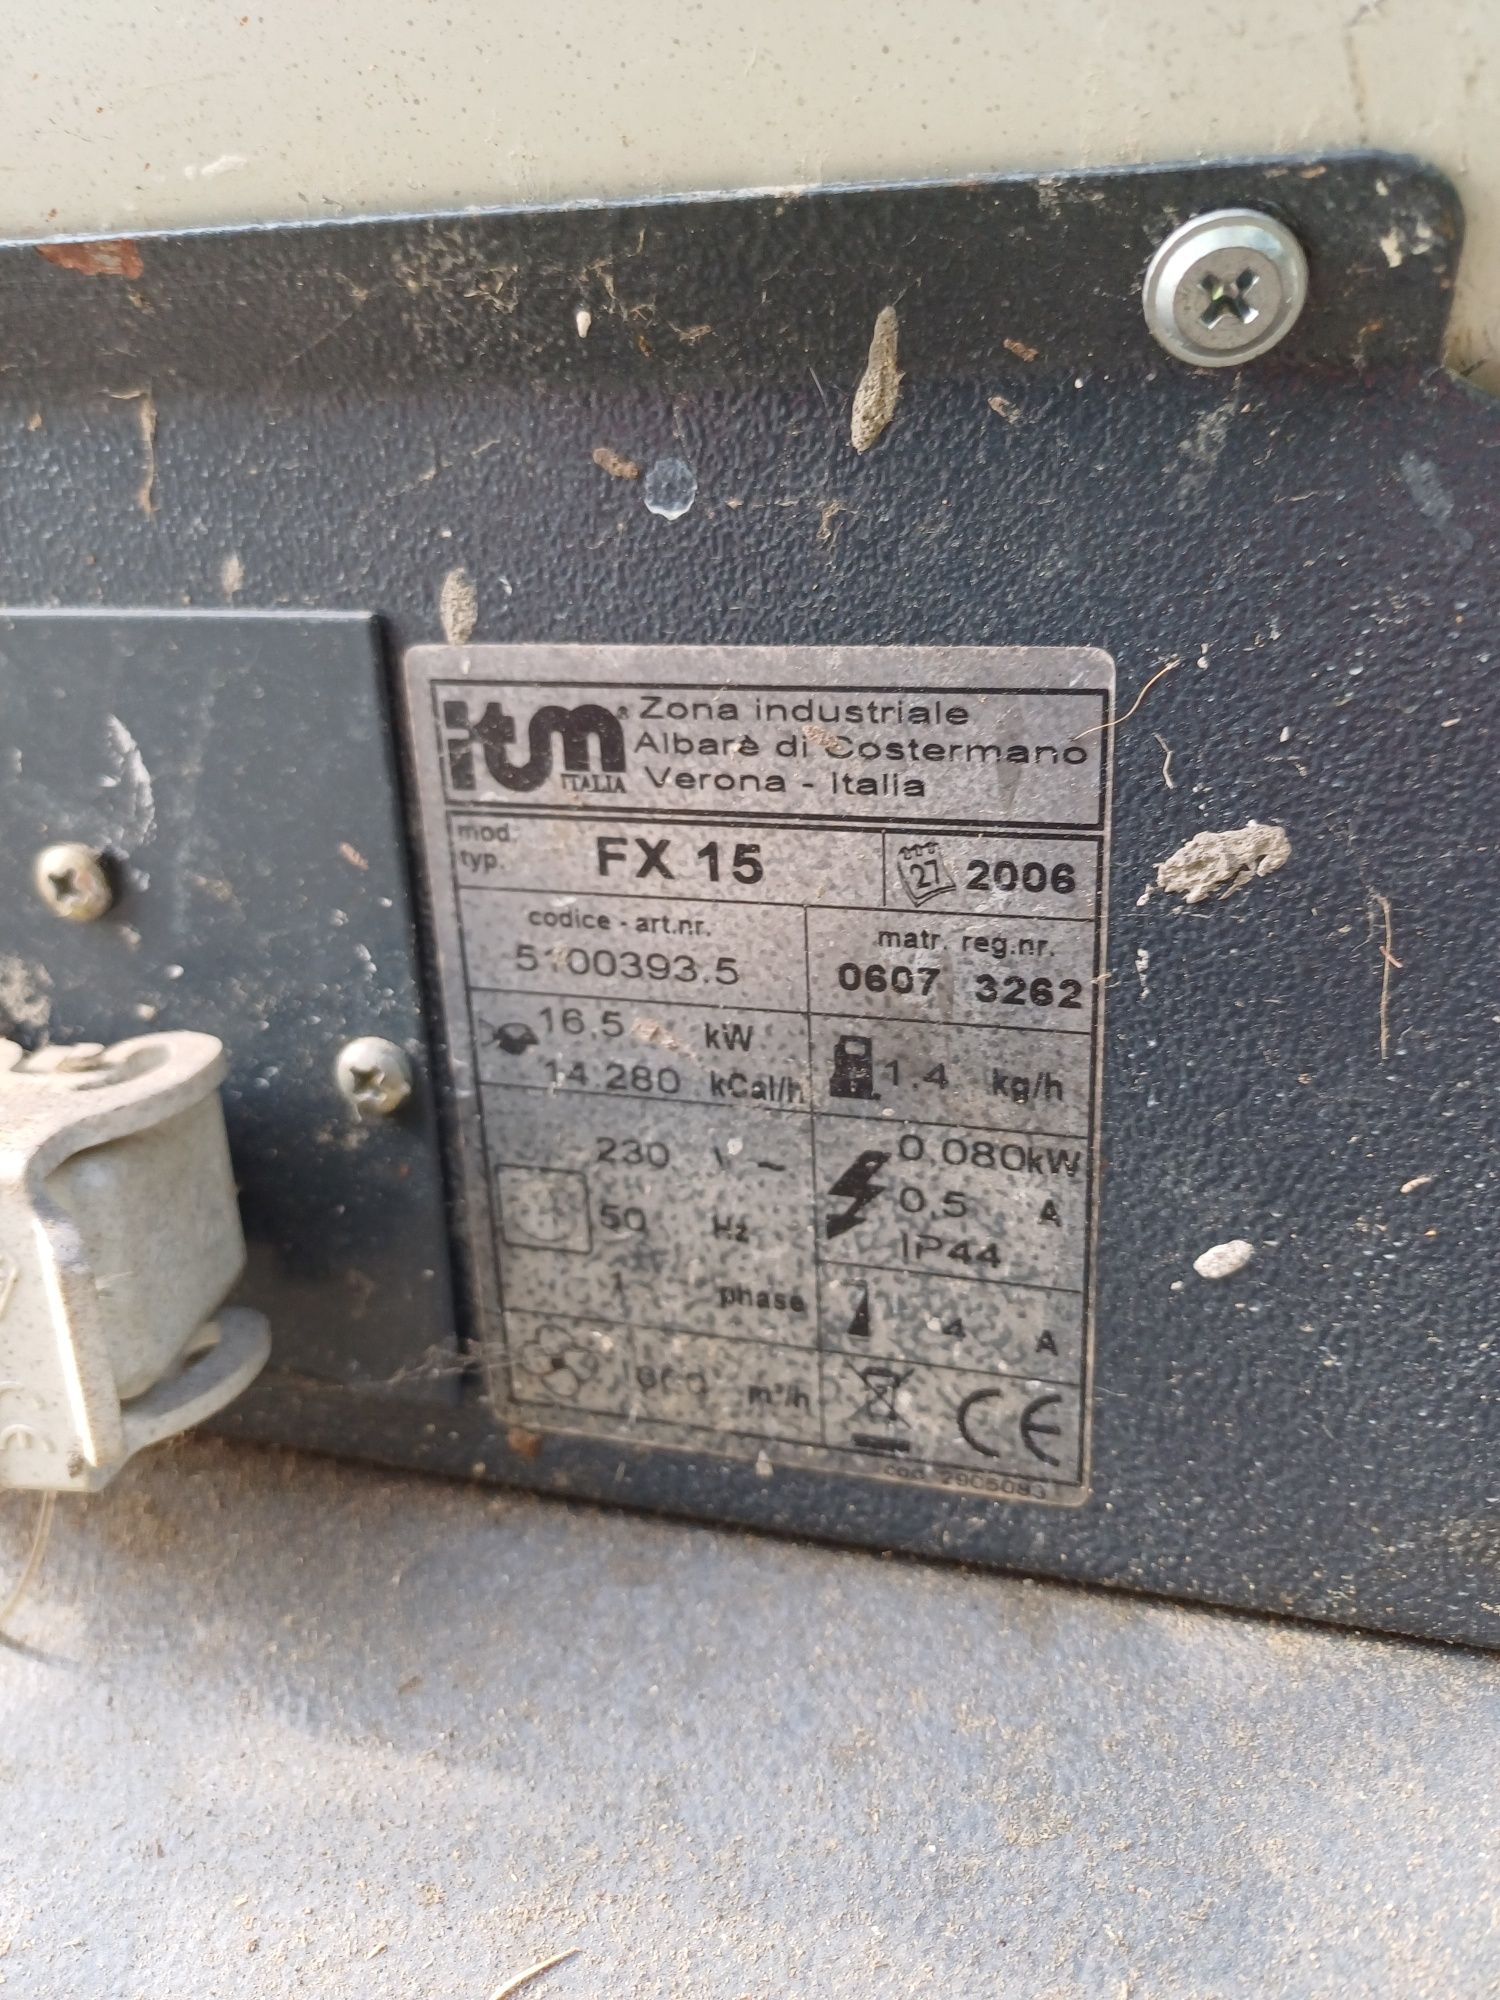 itm® Zona industriale
ITALIA Albarè di Costermano
Verona - Italia
mod.
typ. FX 15
27 2006
codice - art.nr.
5100393.5
matr. reg.nr.
0607 3262
16.5 kW
14.280 kCal/h
1.4 kg/h
230 V ~
50 Hz
1 phase
0,080kW
0,5 A
IP44
4 A
m³/h
CE
cod.